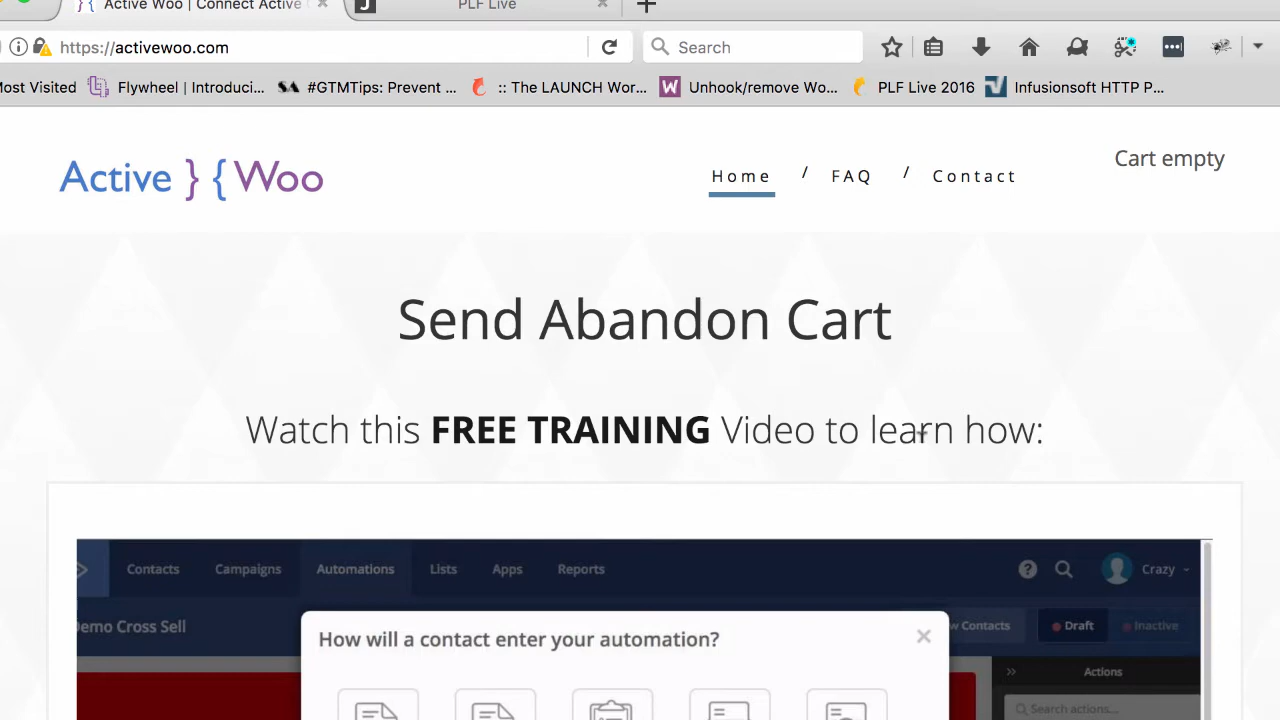 Active Woo | Connect Active
PLF Live
https://activewoo.com
Search
Most Visited
Flywheel | Introduci...
#GTMTips: Prevent ...
:: The LAUNCH Wor...
Unhook/remove Wo...
PLF Live 2016
Infusionsoft HTTP P...
Active } { Woo
Home / FAQ / Contact
Cart empty
Send Abandon Cart
Watch this FREE TRAINING Video to learn how:
Contacts Campaigns Automations Lists Apps Reports
Crazy
Demo Cross Sell
w Contacts
Draft
Inactive
How will a contact enter your automation?
Actions
Search actions...